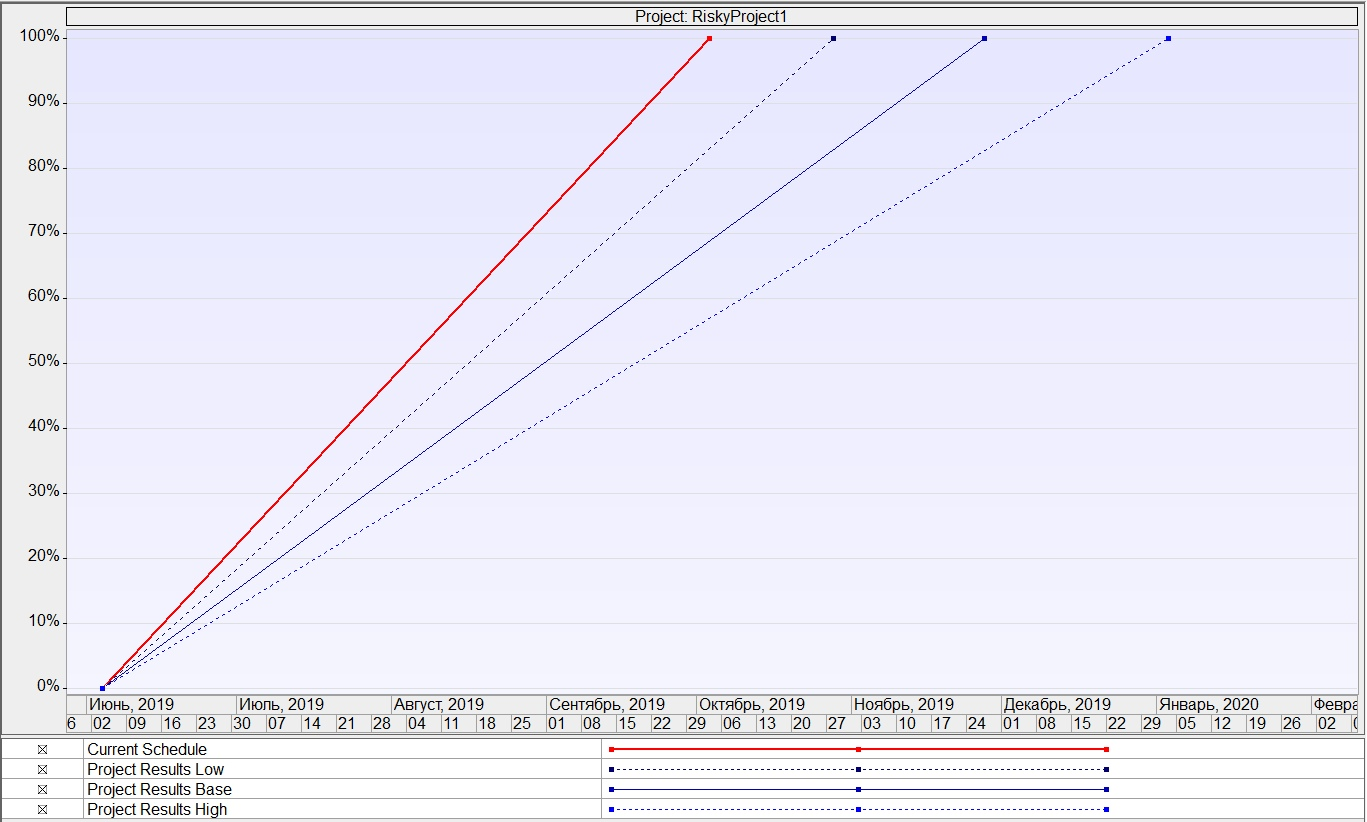 Project: RiskyProject1
100%
90%
80%
70%
60%
50%
40%
30%
20%
10%
0%
Июнь, 2019 Июль, 2019 Август, 2019 Сентябрь, 2019 Октябрь, 2019 Ноябрь, 2019 Декабрь, 2019 Январь, 2020 Февра
6 02 09 16 23 30 07 14 21 28 04 11 18 25 01 08 15 22 29 06 13 20 27 03 10 17 24 01 08 15 22 29 05 12 19 26 02
Current Schedule
Project Results Low
Project Results Base
Project Results High